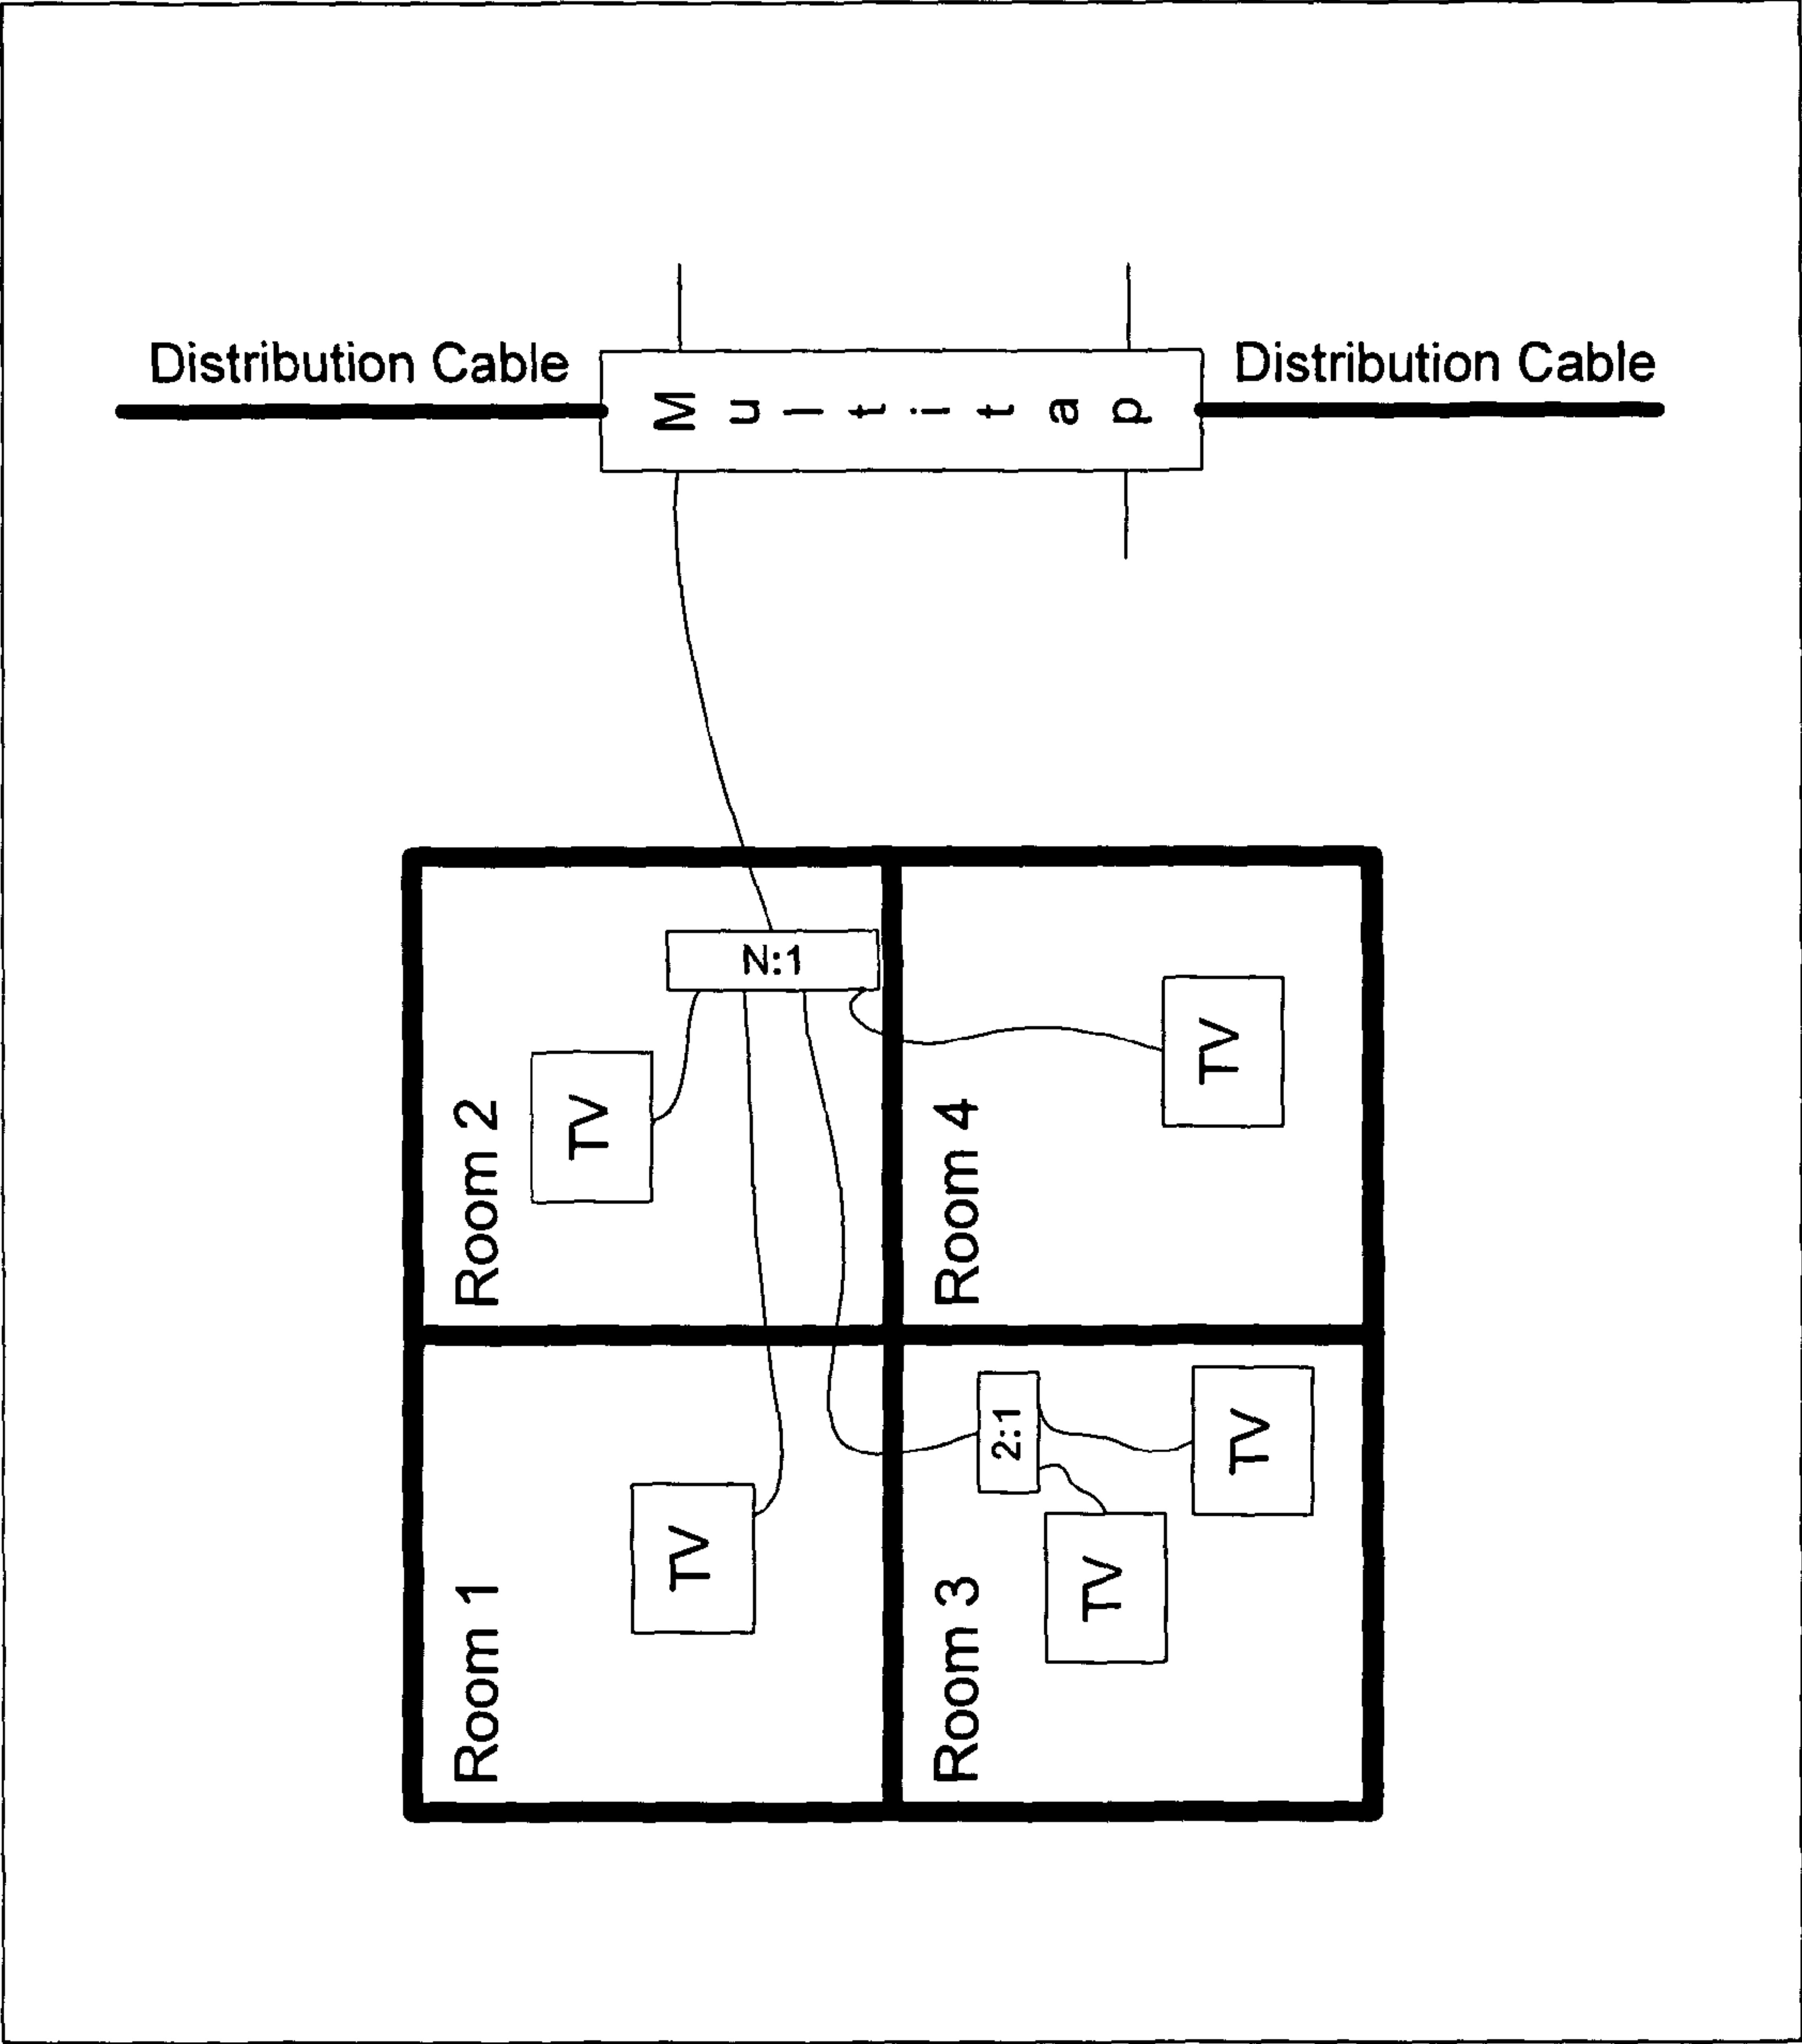 Distribution Cable
Multitap
Distribution Cable
N:1
Room 2
TV
Room 4
TV
Room 1
TV
Room 3
2:1
TV
TV